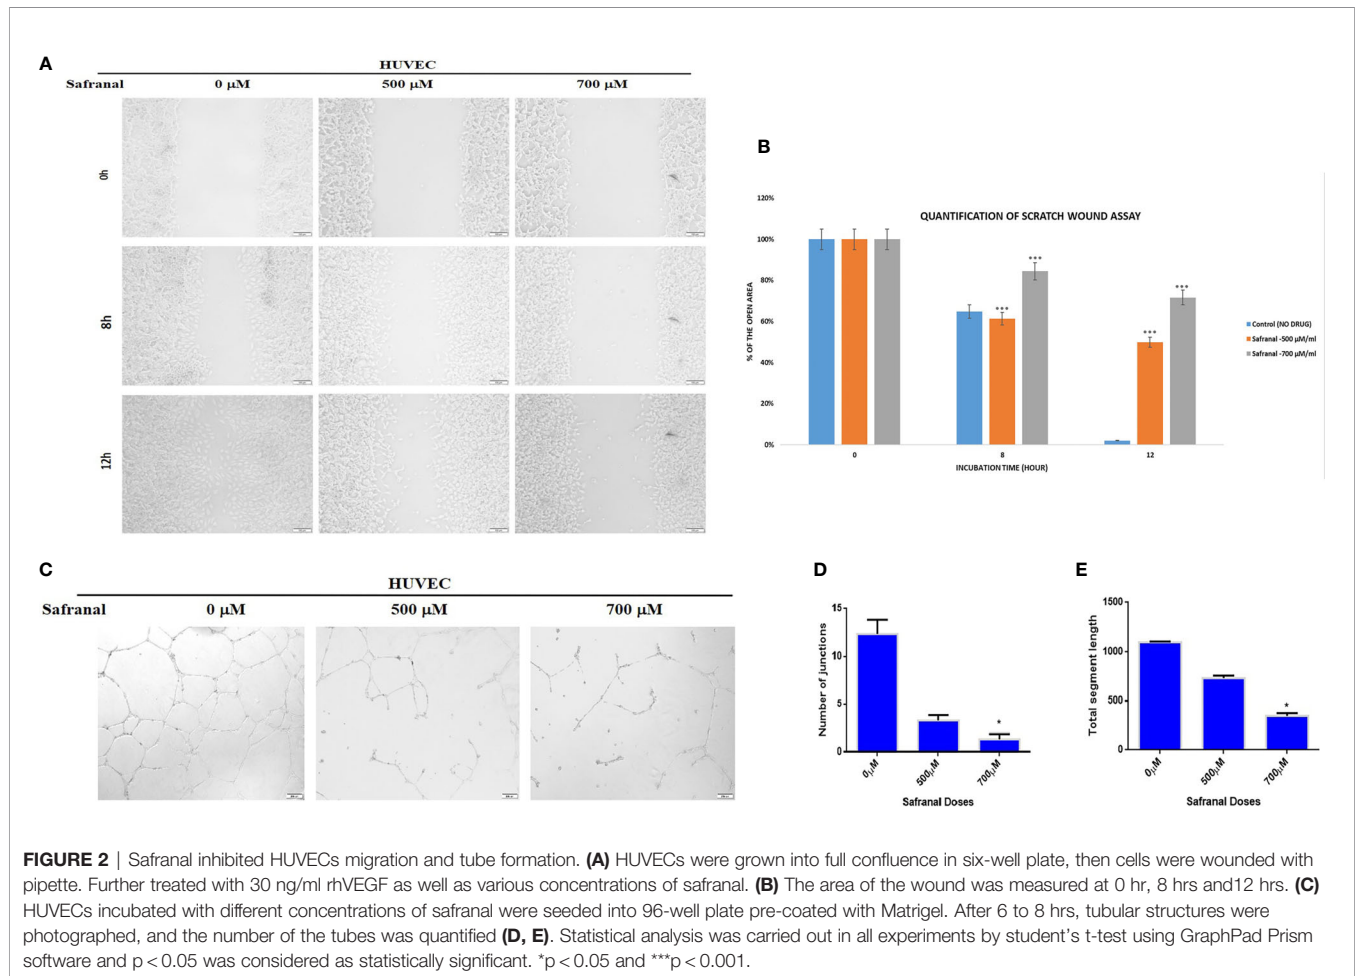 A
HUVEC
Safranal 0 µM 500 µM 700 µM
0h
8h
12h
B
QUANTIFICATION OF SCRATCH WOUND ASSAY
% OF THE OPEN AREA
120%
100%
80%
60%
40%
20%
0%
***
***
***
***
0 8 12
INCUBATION TIME (HOUR)
Control (NO DRUG)
Safranal -500 µM/ml
Safranal -700 µM/ml
C
HUVEC
Safranal 0 µM 500 µM 700 µM
D
Number of junctions
15
10
5
0
*
0µM 500µM 700µM
Safranal Doses
E
Total segment length
1500
1000
500
0
*
0µM 500µM 700µM
Safranal Doses
FIGURE 2 | Safranal inhibited HUVECs migration and tube formation. (A) HUVECs were grown into full confluence in six-well plate, then cells were wounded with
pipette. Further treated with 30 ng/ml rhVEGF as well as various concentrations of safranal. (B) The area of the wound was measured at 0 hr, 8 hrs and12 hrs. (C)
HUVECs incubated with different concentrations of safranal were seeded into 96-well plate pre-coated with Matrigel. After 6 to 8 hrs, tubular structures were
photographed, and the number of the tubes was quantified (D, E). Statistical analysis was carried out in all experiments by student's t-test using GraphPad Prism
software and p < 0.05 was considered as statistically significant. *p < 0.05 and ***p < 0.001.